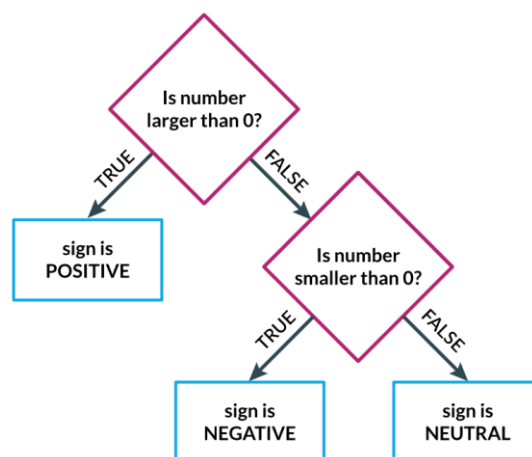 Is number
larger than 0?
TRUE
FALSE
sign is
POSITIVE
Is number
smaller than 0?
TRUE
FALSE
sign is
NEGATIVE
sign is
NEUTRAL